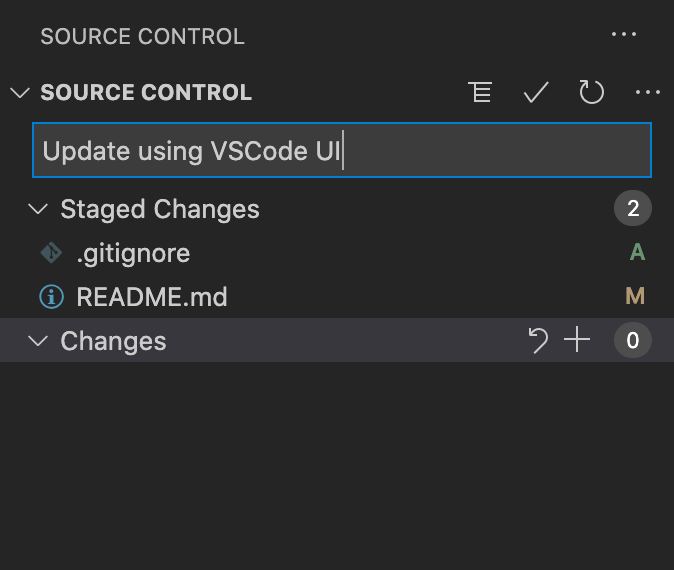 SOURCE CONTROL
SOURCE CONTROL
Update using VSCode UI
Staged Changes 2
.gitignore A
README.md M
Changes 0